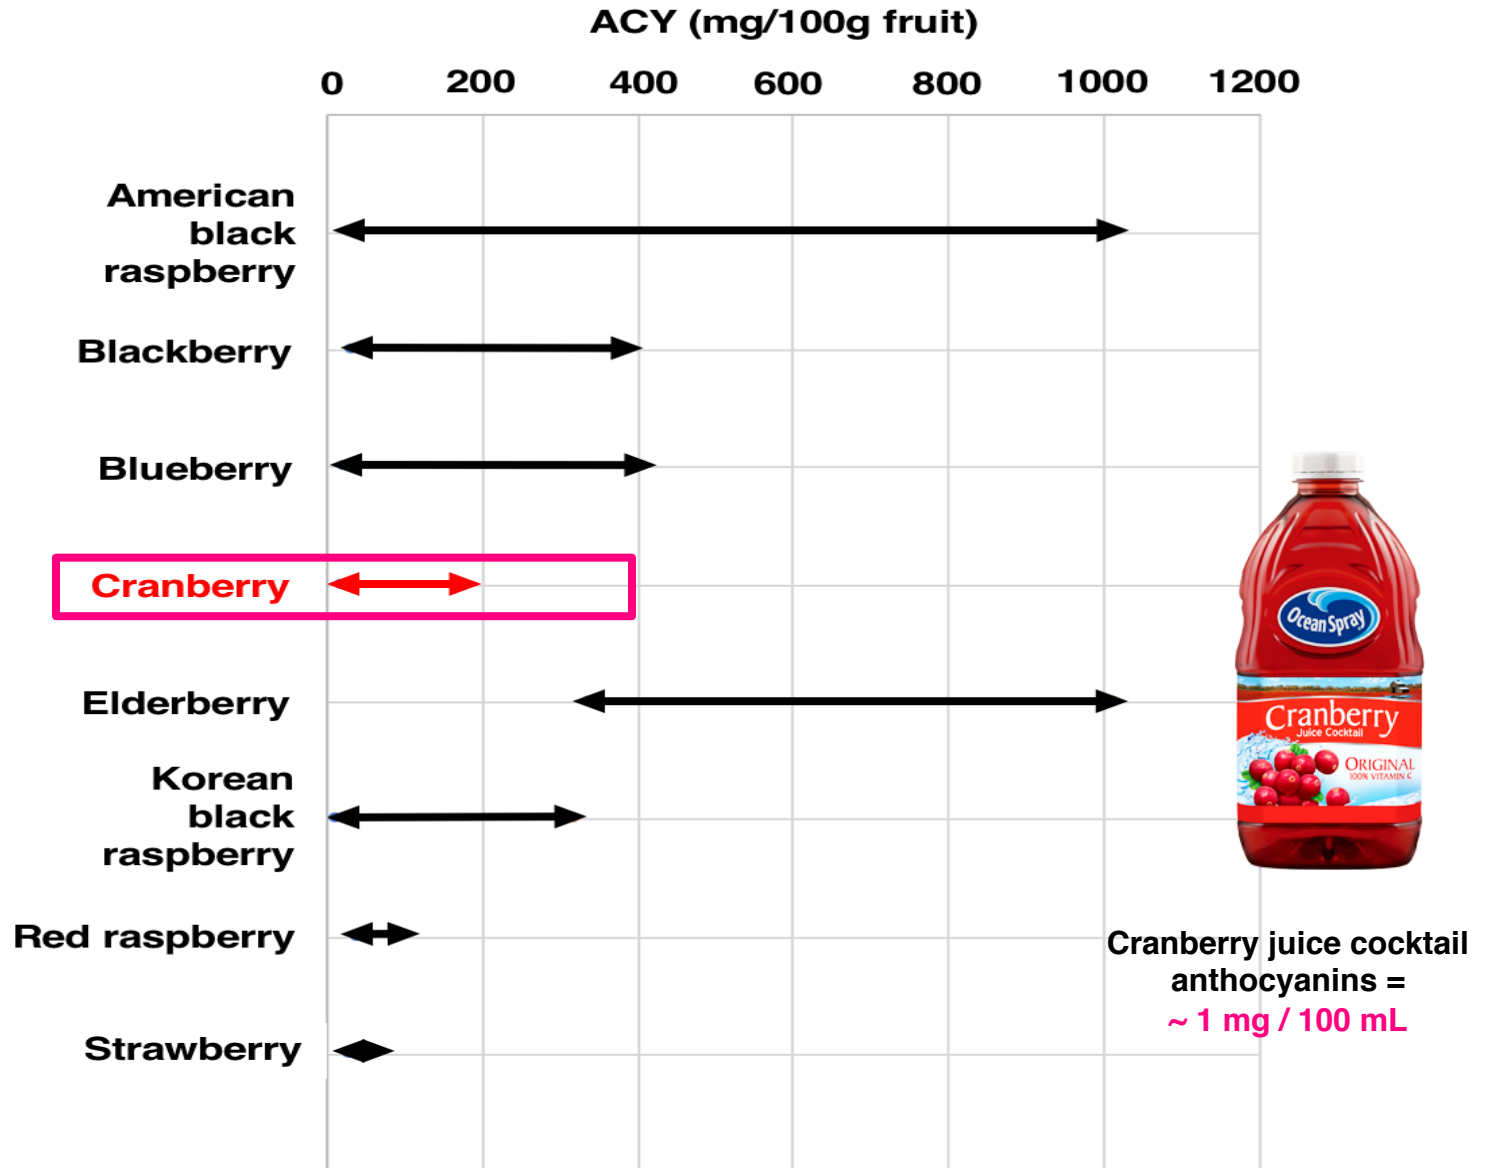 ACY (mg/100g fruit)
0 200 400 600 800 1000 1200
American
black
raspberry
Blackberry
Blueberry
Cranberry
Elderberry
Korean
black
raspberry
Red raspberry
Strawberry
Ocean Spray
Cranberry
Juice Cocktail
ORIGINAL
100% VITAMIN C
Cranberry juice cocktail
anthocyanins =
~ 1 mg / 100 mL